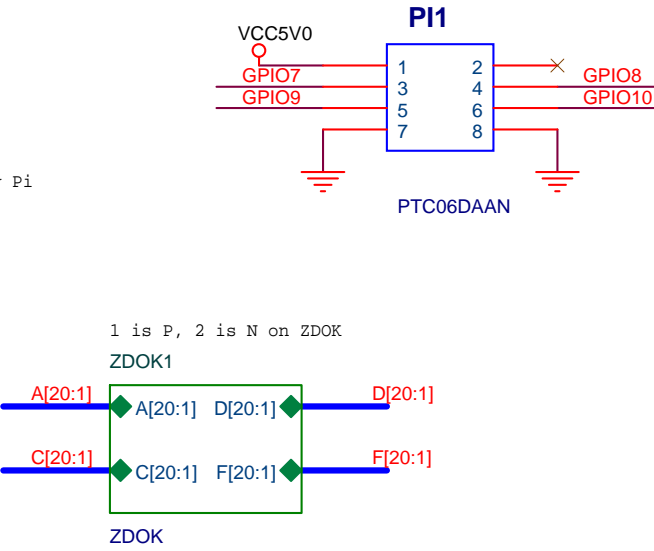 PI1
VCC5V0
1 2
GPIO7 3 4 GPIO8
GPIO9 5 6 GPIO10
7 8
Pi
PTC06DAAN
1 is P, 2 is N on ZDOK
ZDOK1
A[20:1] A[20:1] D[20:1] D[20:1]
C[20:1] C[20:1] F[20:1] F[20:1]
ZDOK